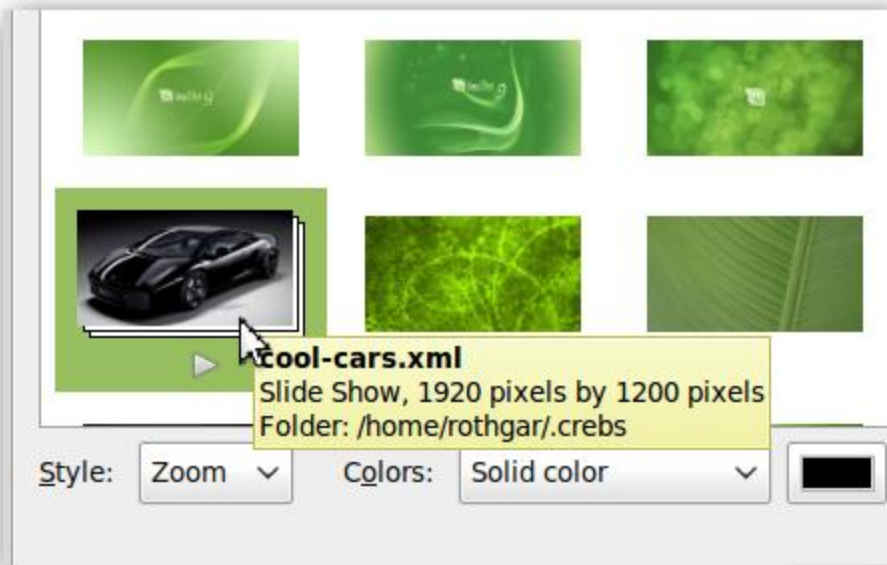 cool-cars.xml
Slide Show, 1920 pixels by 1200 pixels
Folder: /home/rothgar/.crebs
Style: Zoom Colors: Solid color